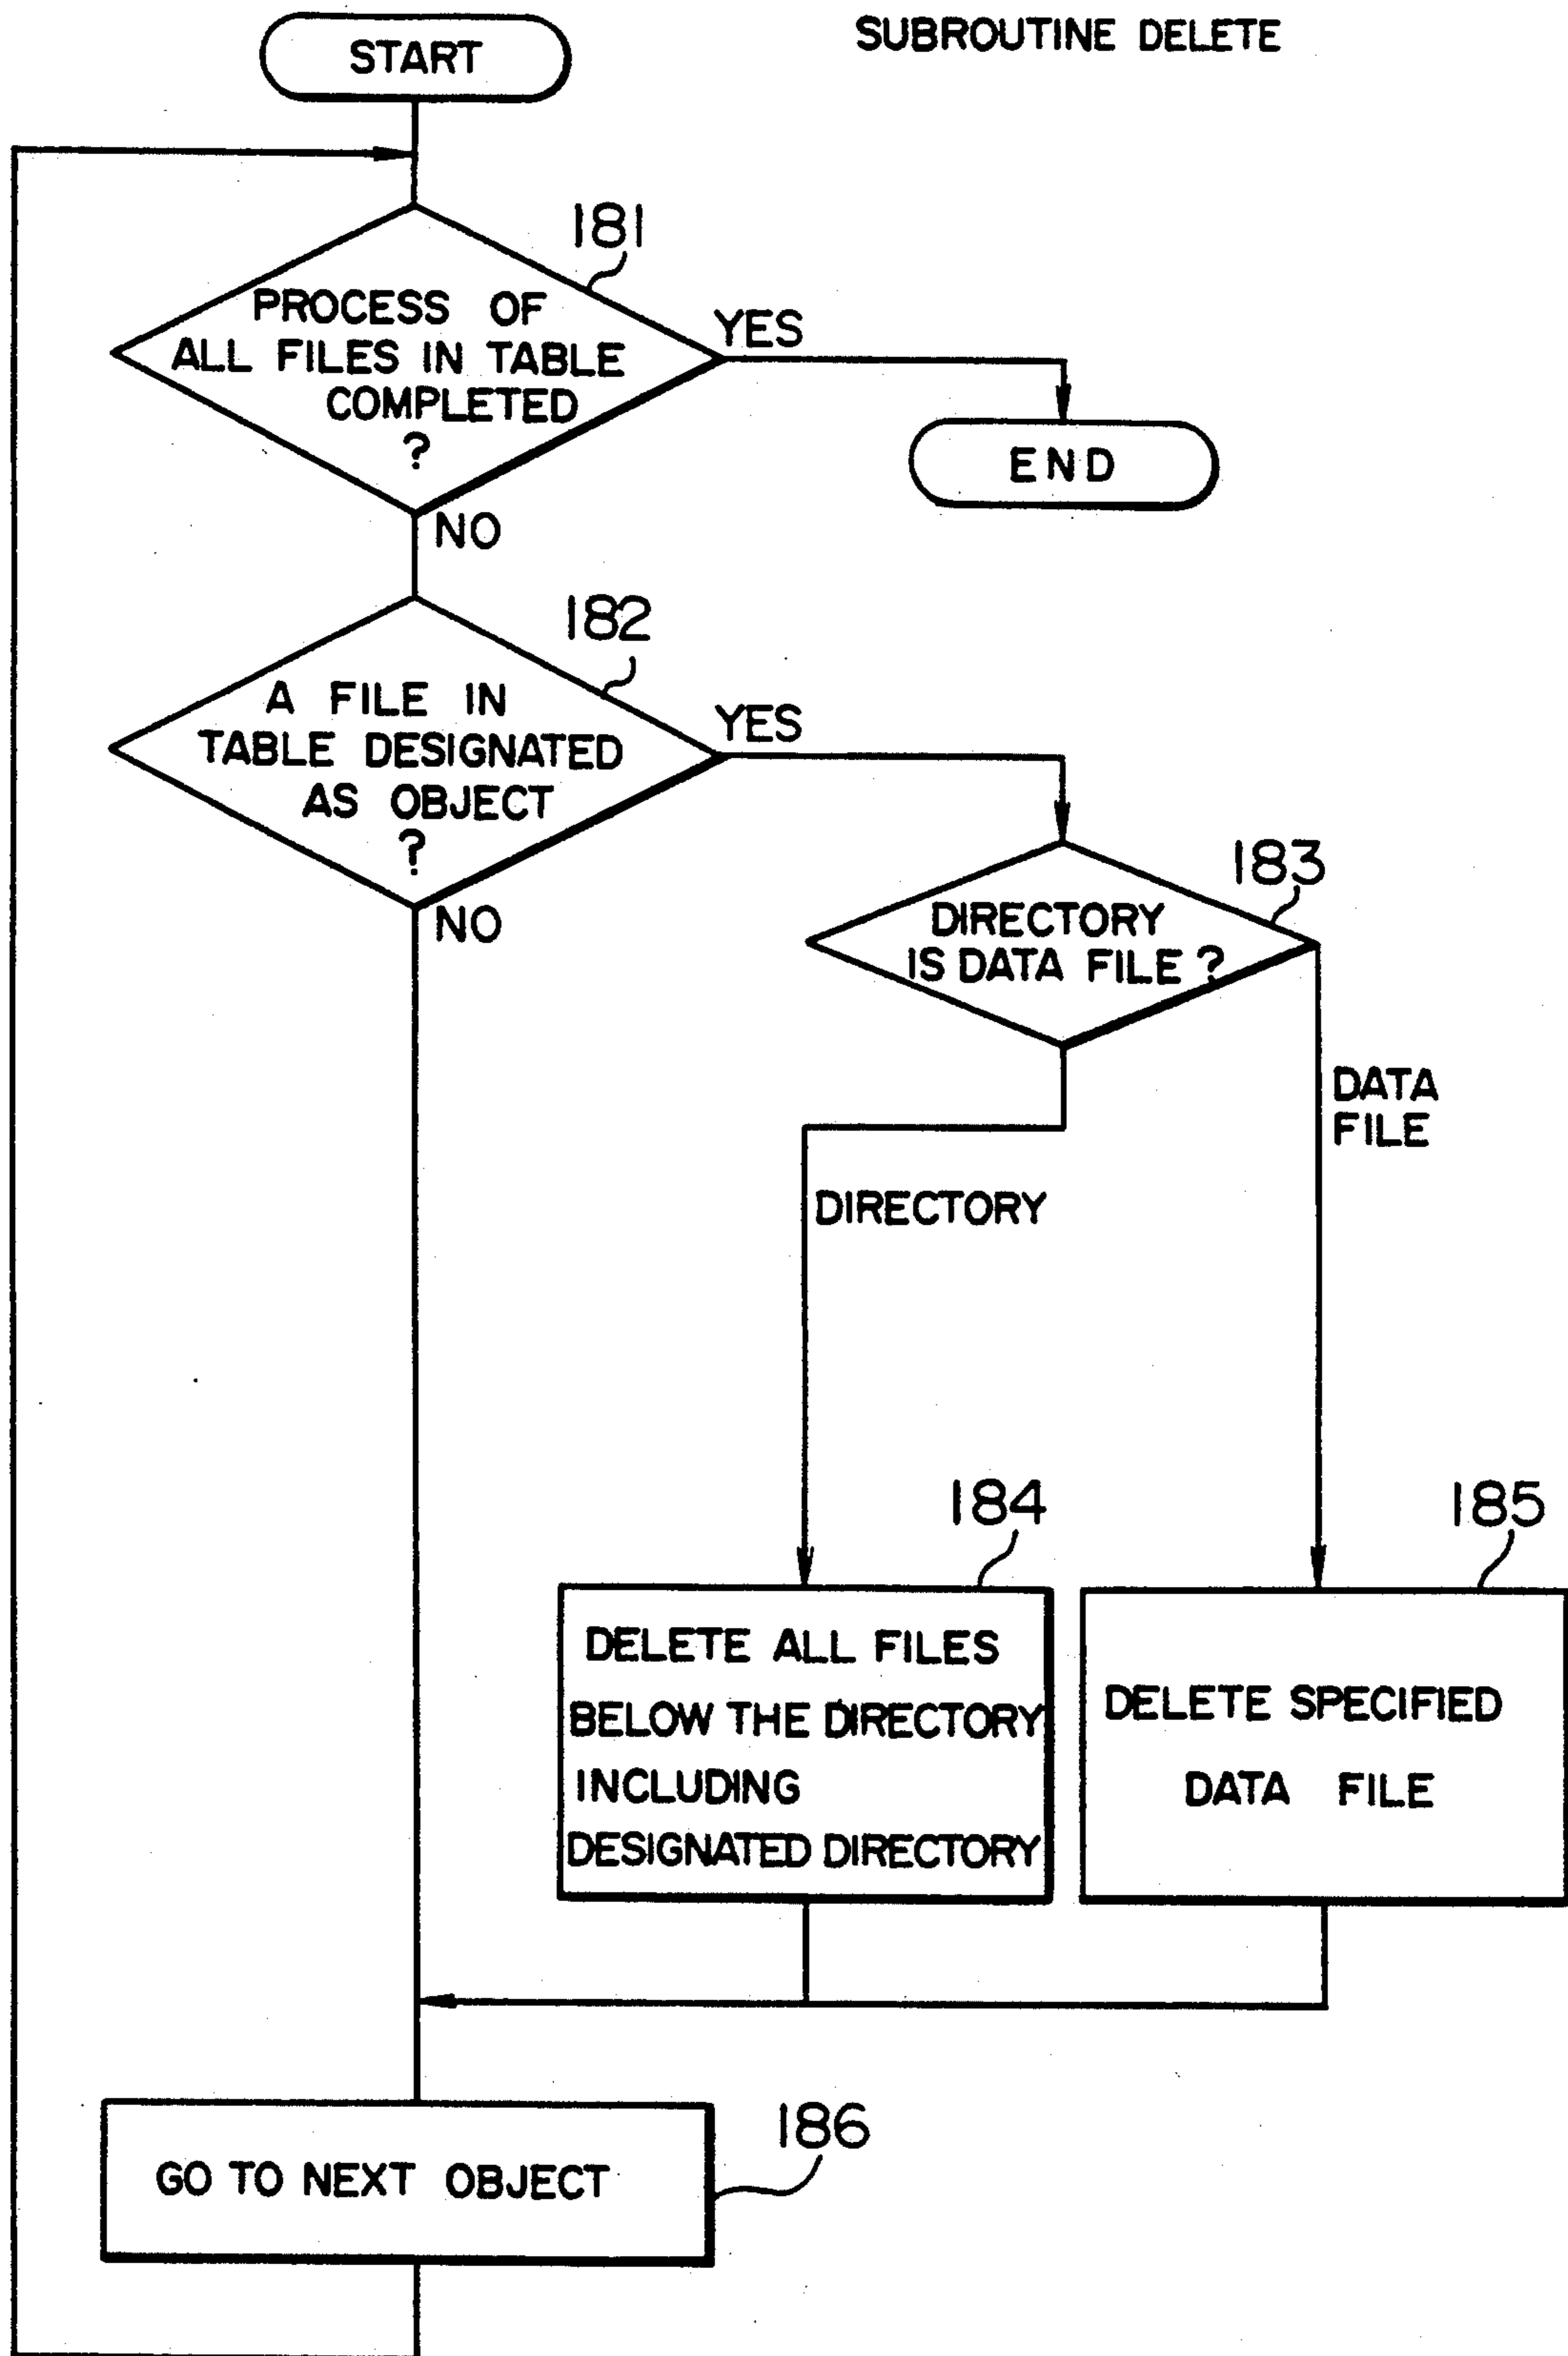 SUBROUTINE DELETE
START
181
PROCESS OF
ALL FILES IN TABLE
COMPLETED
?
YES
END
NO
182
A FILE IN
TABLE DESIGNATED
AS OBJECT
?
YES
NO
183
DIRECTORY
IS DATA FILE ?
DATA
FILE
DIRECTORY
184
DELETE ALL FILES
BELOW THE DIRECTORY
INCLUDING
DESIGNATED DIRECTORY
185
DELETE SPECIFIED
DATA FILE
186
GO TO NEXT OBJECT